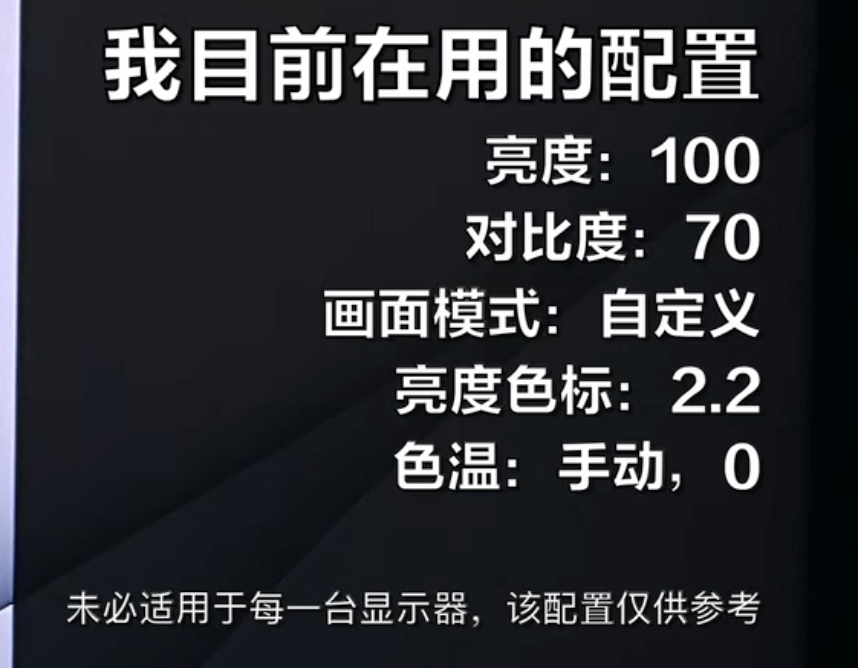 我目前在用的配置
亮度：100
对比度：70
画面模式：自定义
亮度色标：2.2
色温：手动，0
未必适用于每一台显示器，该配置仅供参考